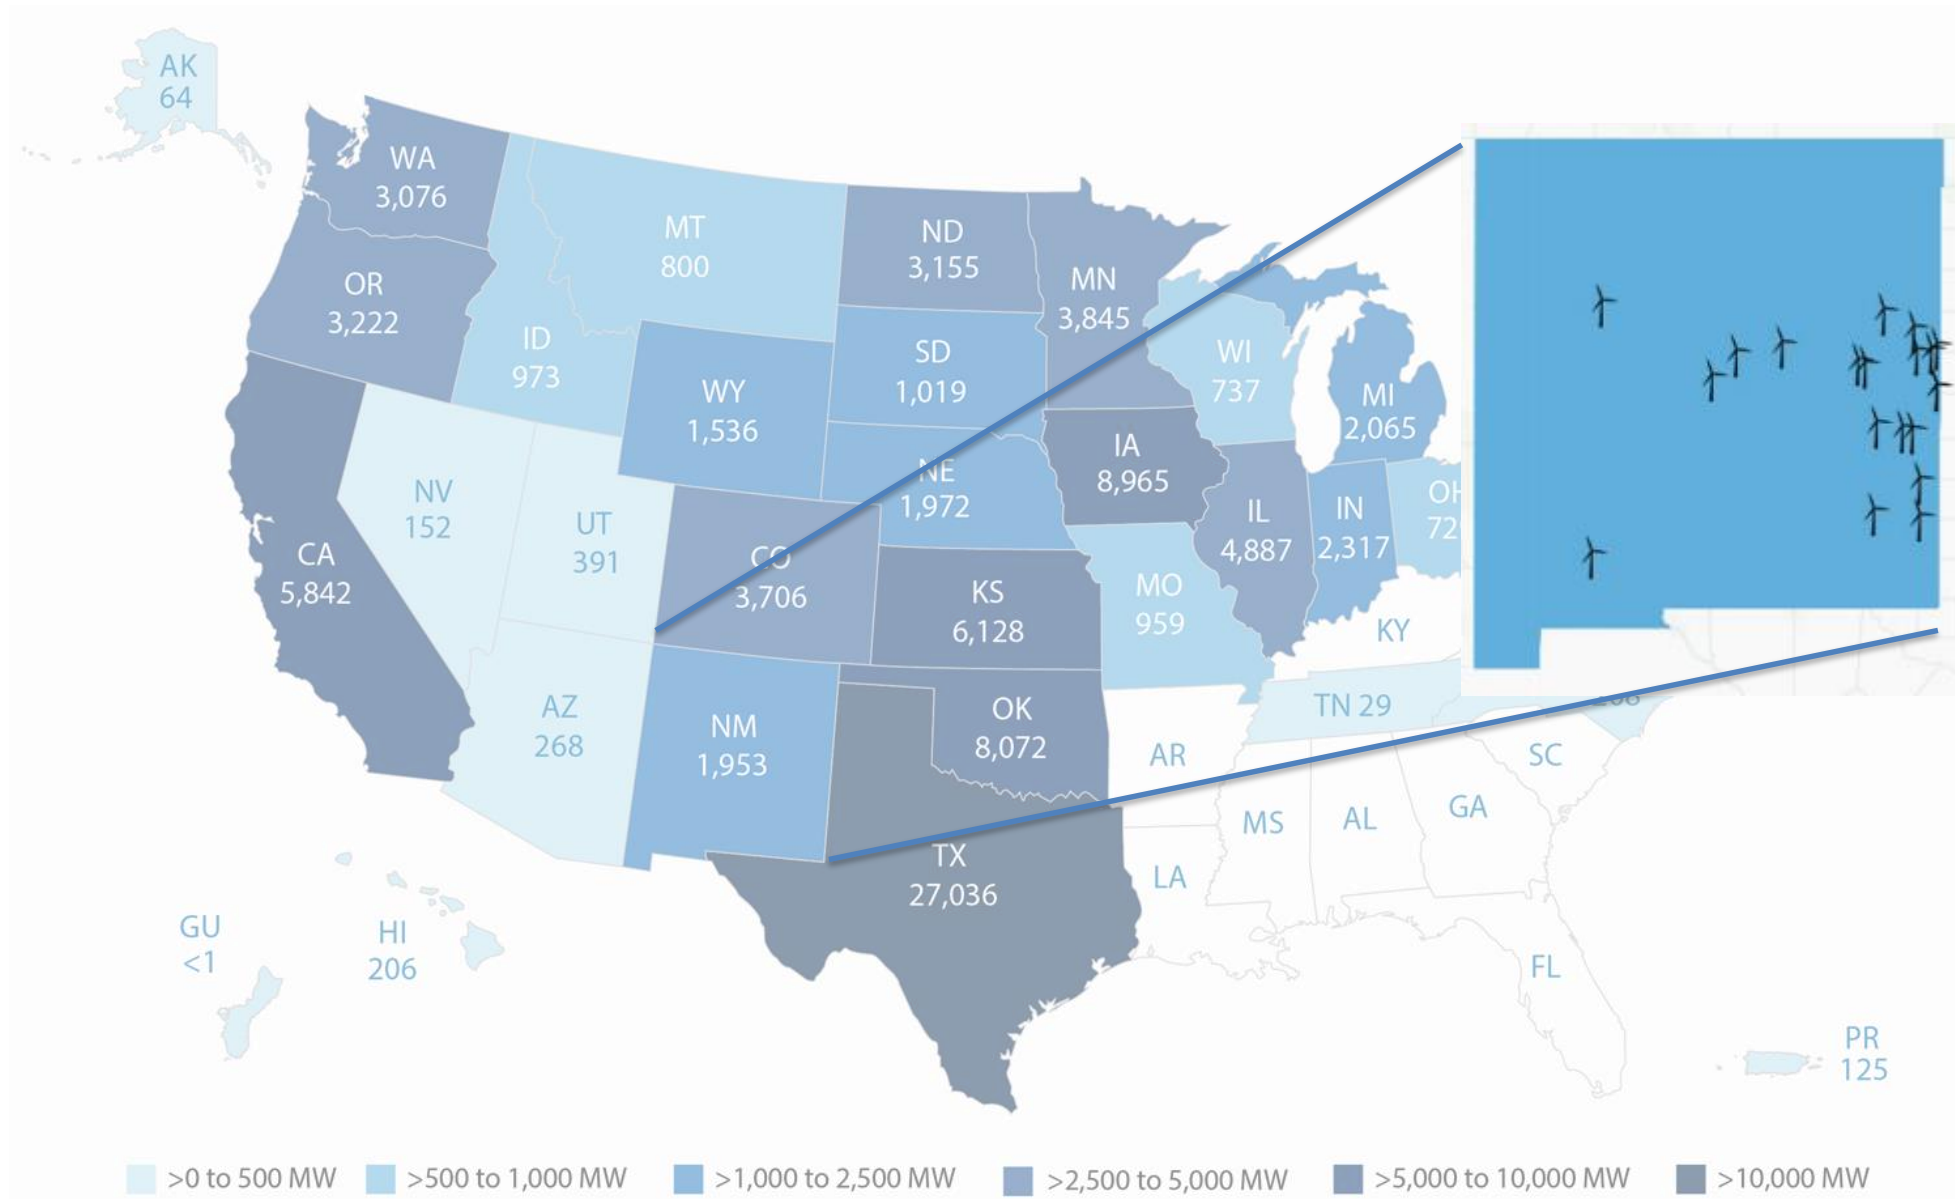 AK
64
WA
3,076
MT
800
ND
3,155
MN
3,845
OR
3,222
ID
973
WY
1,536
SD
1,019
WI
737
MI
2,065
NE
1,972
IA
8,965
NV
152
UT
391
CO
3,706
IL
4,887
IN
2,317
CA
5,842
KS
6,128
MO
959
KY
AZ
268
NM
1,953
OK
8,072
TN 29
AR
SC
MS
AL
GA
TX
27,036
LA
GU
<1
HI
206
FL
PR
125
>0 to 500 MW
>500 to 1,000 MW
>1,000 to 2,500 MW
>2,500 to 5,000 MW
>5,000 to 10,000 MW
>10,000 MW